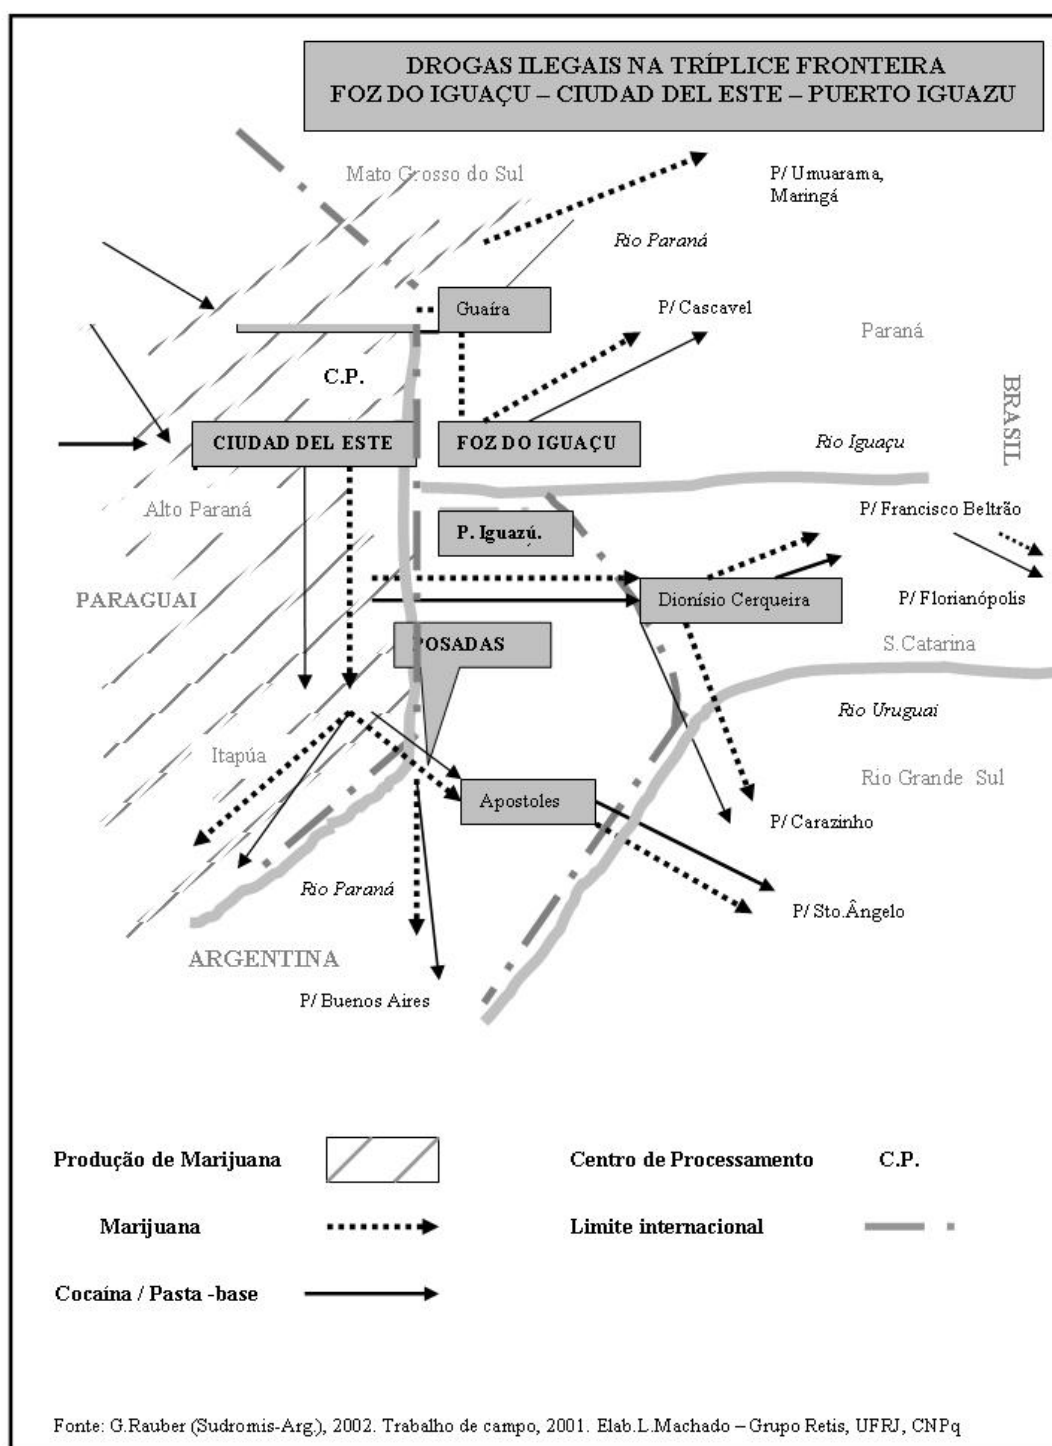 DROGAS ILEGAIS NA TRÍPLICE FRONTEIRA
FOZ DO IGUAÇU – CIUDAD DEL ESTE – PUERTO IGUAZU
Mato Grosso do Sul
P/ Umuarama,
Maringá
Rio Paraná
Guaíra
P/ Cascavel
Paraná
C.P.
BRASIL
CIUDAD DEL ESTE
FOZ DO IGUAÇU
Rio Iguaçu
Alto Paraná
P/ Francisco Beltrão
P. Iguazú.
PARAGUAI
Dionísio Cerqueira
P/ Florianópolis
POSADAS
S.Catarina
Rio Uruguai
Itapúa
Rio Grande Sul
Apostoles
P/ Carazinho
Rio Paraná
P/ Sto.Ângelo
ARGENTINA
P/ Buenos Aires
Produção de Marijuana
Centro de Processamento C.P.
Marijuana
Limite internacional
Cocaína / Pasta -base
Fonte: G.Rauber (Sudromis-Arg.), 2002. Trabalho de campo, 2001. Elab.L.Machado – Grupo Retis, UFRJ, CNPq